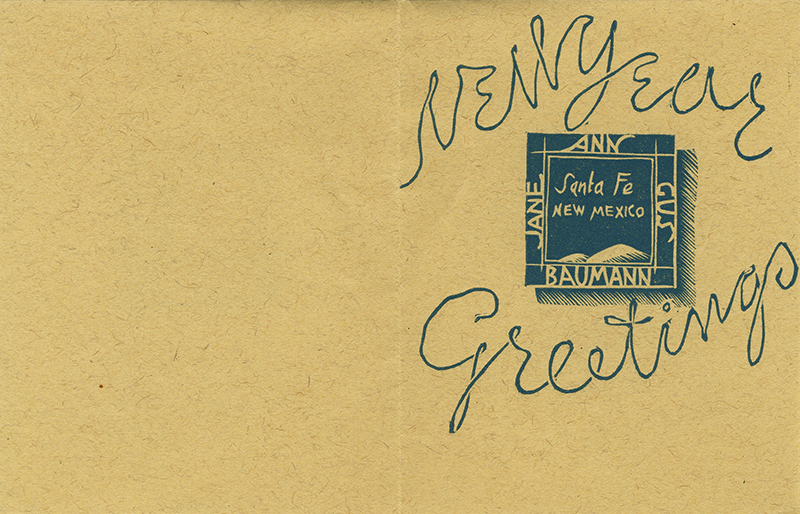 NEW YEAR
ANN
JANE
Santa Fe
NEW MEXICO
GUS
BAUMANN
Greetings